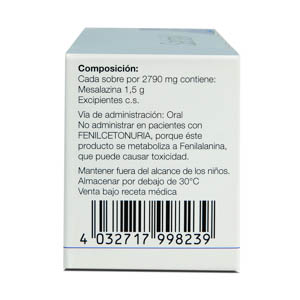 Composición:
Cada sobre por 2790 mg contiene:
Mesalazina 1,5 g
Excipientes c.s.
Vía de administración: Oral
No administrar en pacientes con
FENILCETONURIA, porque éste
producto se metaboliza a Fenilalanina,
que puede causar toxicidad.
Mantener fuera del alcance de los niños.
Almacenar por debajo de 30°C
Venta bajo receta médica
4 032717 998239